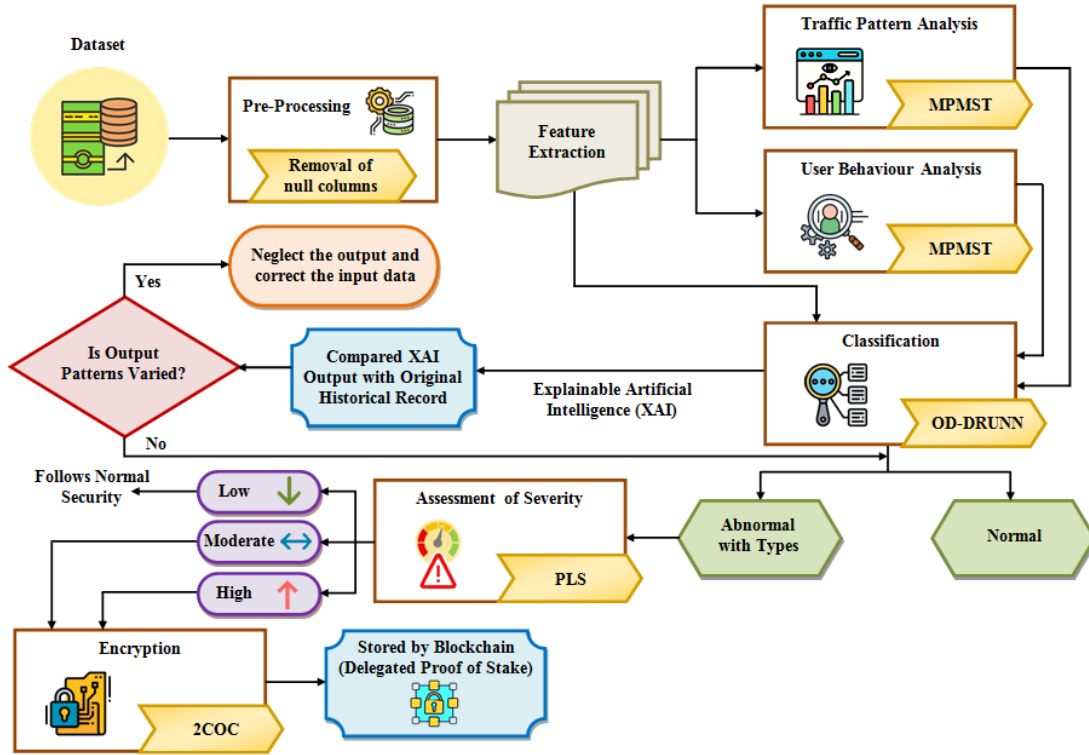 Dataset
Pre-Processing
Removal of
null columns
Feature
Extraction
Traffic Pattern Analysis
MPMST
User Behaviour Analysis
MPMST
Neglect the output and
correct the input data
Yes
Is Output
Patterns Varied?
No
Compared XAI
Output with Original
Historical Record
Explainable Artificial
Intelligence (XAI)
Classification
OD-DRUNN
Follows Normal
Security
Low
Moderate
High
Assessment of Severity
PLS
Abnormal
with Types
Normal
Encryption
2COC
Stored by Blockchain
(Delegated Proof of Stake)